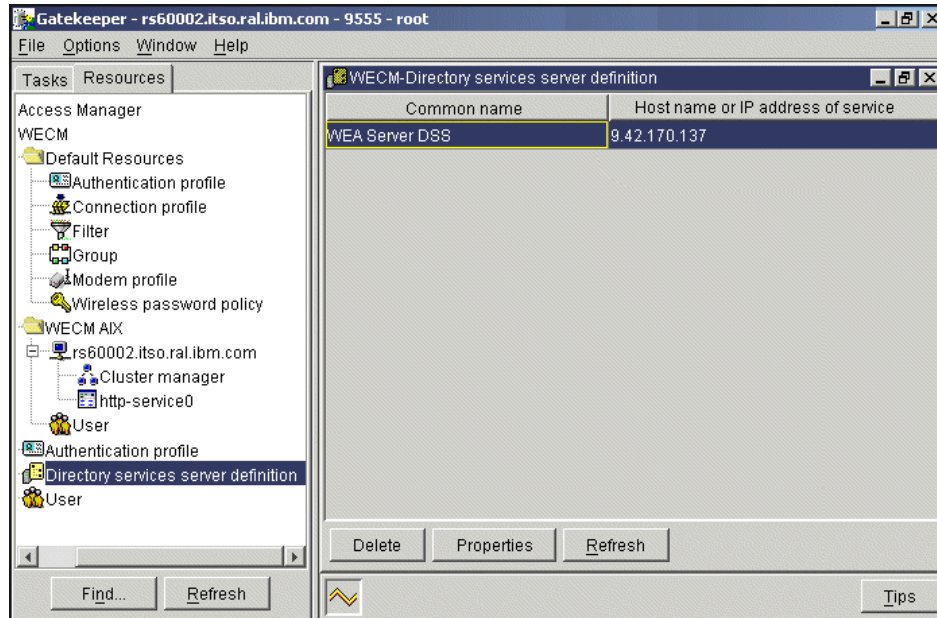 Gatekeeper - rs60002.itso.ral.ibm.com - 9555 - root
File Options Window Help
Tasks Resources
Access Manager
WECM
Default Resources
Authentication profile
Connection profile
Filter
Group
Modem profile
Wireless password policy
WECM AIX
rs60002.itso.ral.ibm.com
Cluster manager
http-service0
User
Authentication profile
Directory services server definition
User
Find... Refresh
WECM-Directory services server definition
Common name Host name or IP address of service
WEA Server DSS 9.42.170.137
Delete Properties Refresh
Tips